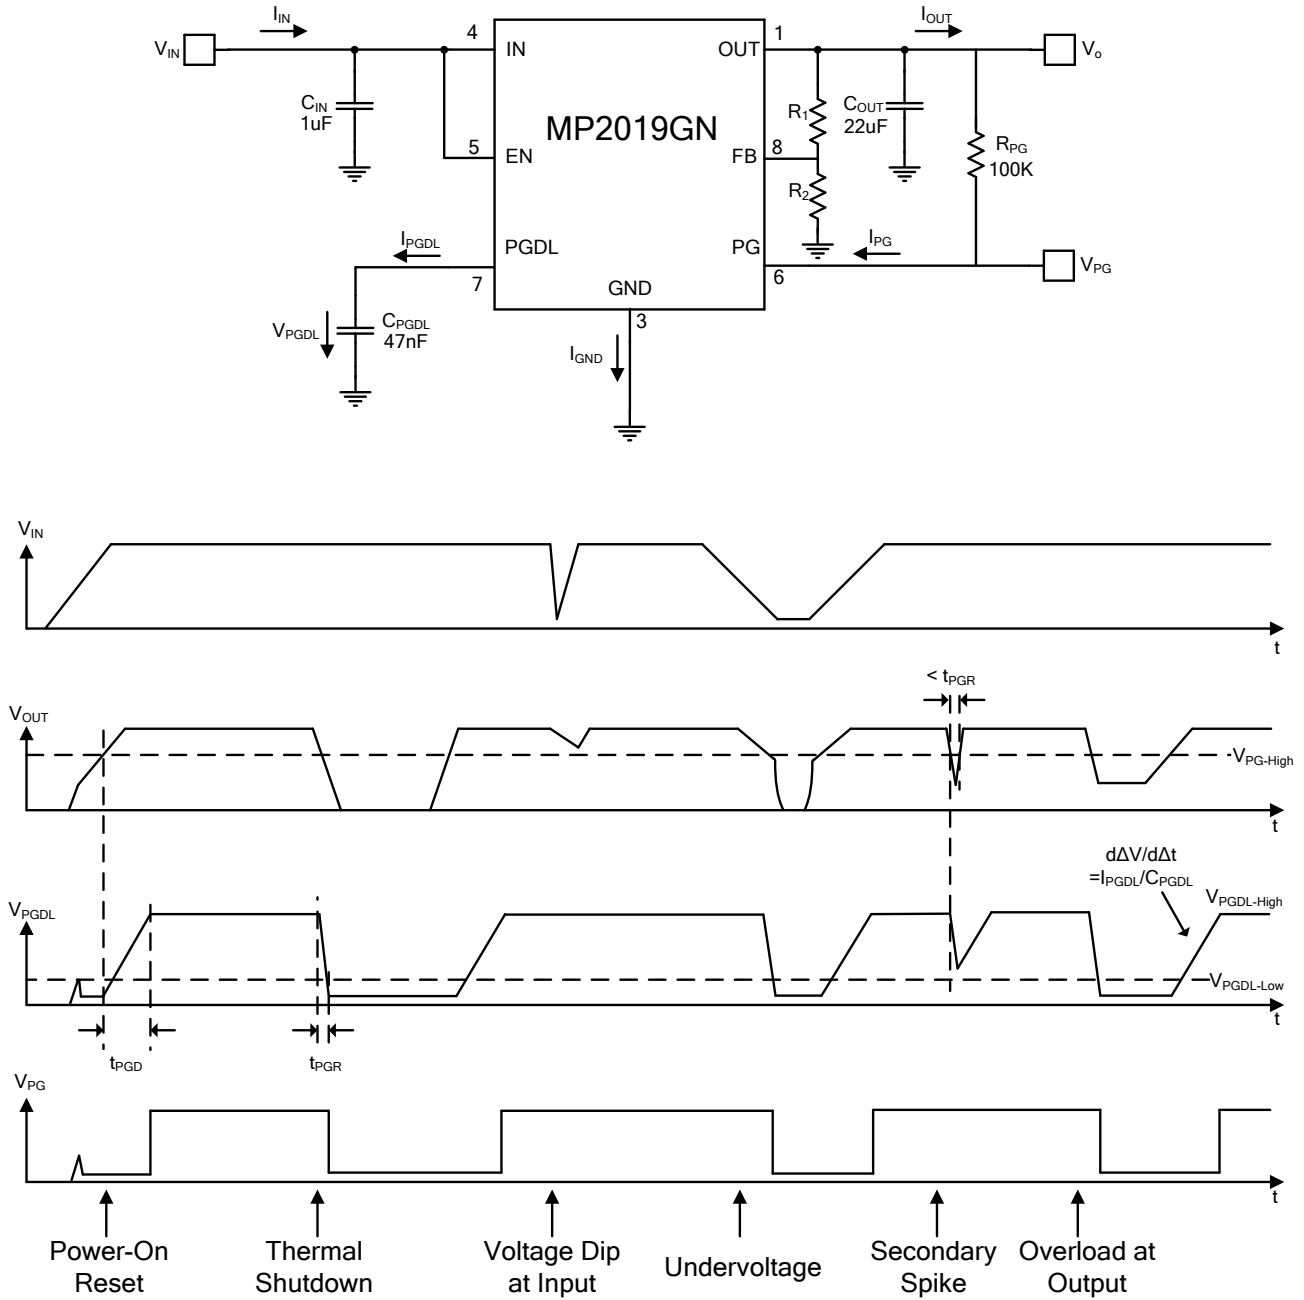 I_IN
I_OUT
V_IN
4
IN
OUT
1
V_o
C_IN
1uF
MP2019GN
R_1
C_OUT
22uF
R_PG
100K
5
EN
FB
8
R_2
I_PGDL
PGDL
7
PG
I_PG
6
V_PG
GND
3
V_PGDL
C_PGDL
47nF
I_GND
V_IN
t
< t_PGR
V_OUT
V_PG-High
t
dΔV/dΔt
=I_PGDL/C_PGDL
V_PGDL
V_PGDL-High
V_PGDL-Low
t
t_PGD
t_PGR
V_PG
t
Power-On
Reset
Thermal
Shutdown
Voltage Dip
at Input
Undervoltage
Secondary
Spike
Overload at
Output